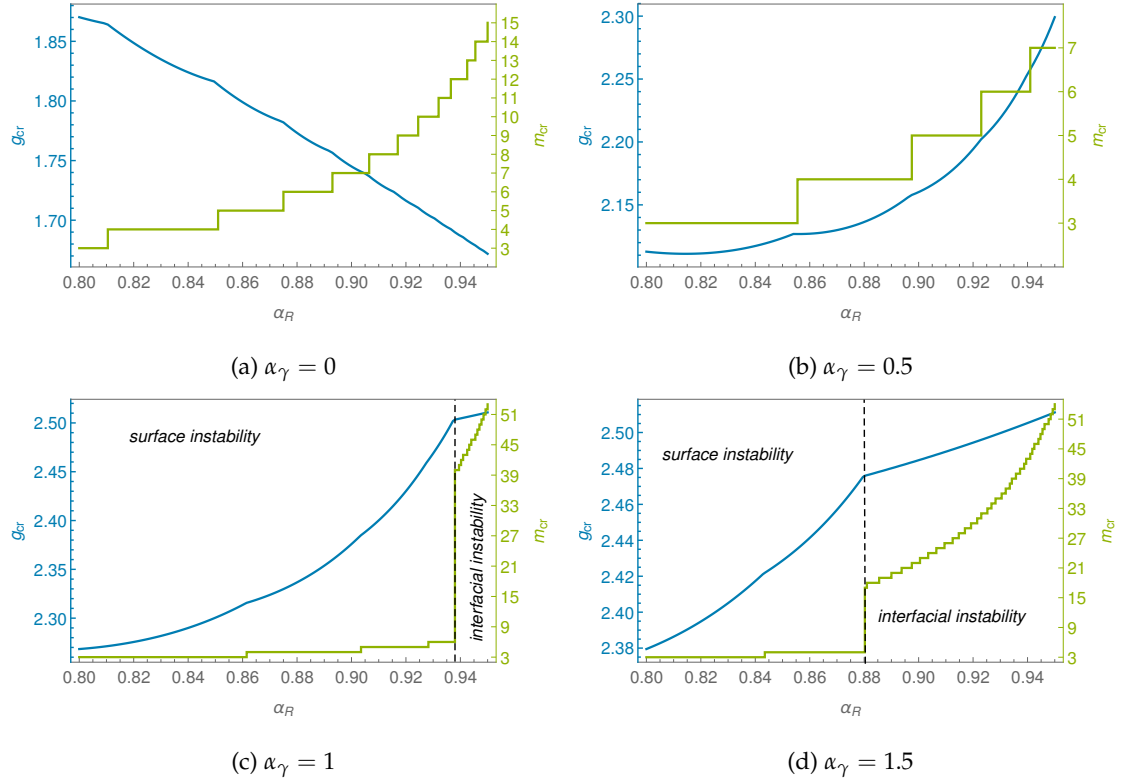 1.85
1.80
1.75
1.70
g_cr
15
14
13
12
11
10
9
8
7
6
5
4
3
m_cr
0.80 0.82 0.84 0.86 0.88 0.90 0.92 0.94
α_R
(a) α_γ = 0
2.30
2.25
2.20
2.15
g_cr
7
6
5
4
3
m_cr
0.80 0.82 0.84 0.86 0.88 0.90 0.92 0.94
α_R
(b) α_γ = 0.5
2.50
2.45
2.40
2.35
2.30
g_cr
surface instability
interfacial instability
51
45
39
33
27
21
15
9
3
m_cr
0.80 0.82 0.84 0.86 0.88 0.90 0.92 0.94
α_R
(c) α_γ = 1
2.50
2.48
2.46
2.44
2.42
2.40
2.38
g_cr
surface instability
interfacial instability
51
45
39
33
27
21
15
9
3
m_cr
0.80 0.82 0.84 0.86 0.88 0.90 0.92 0.94
α_R
(d) α_γ = 1.5